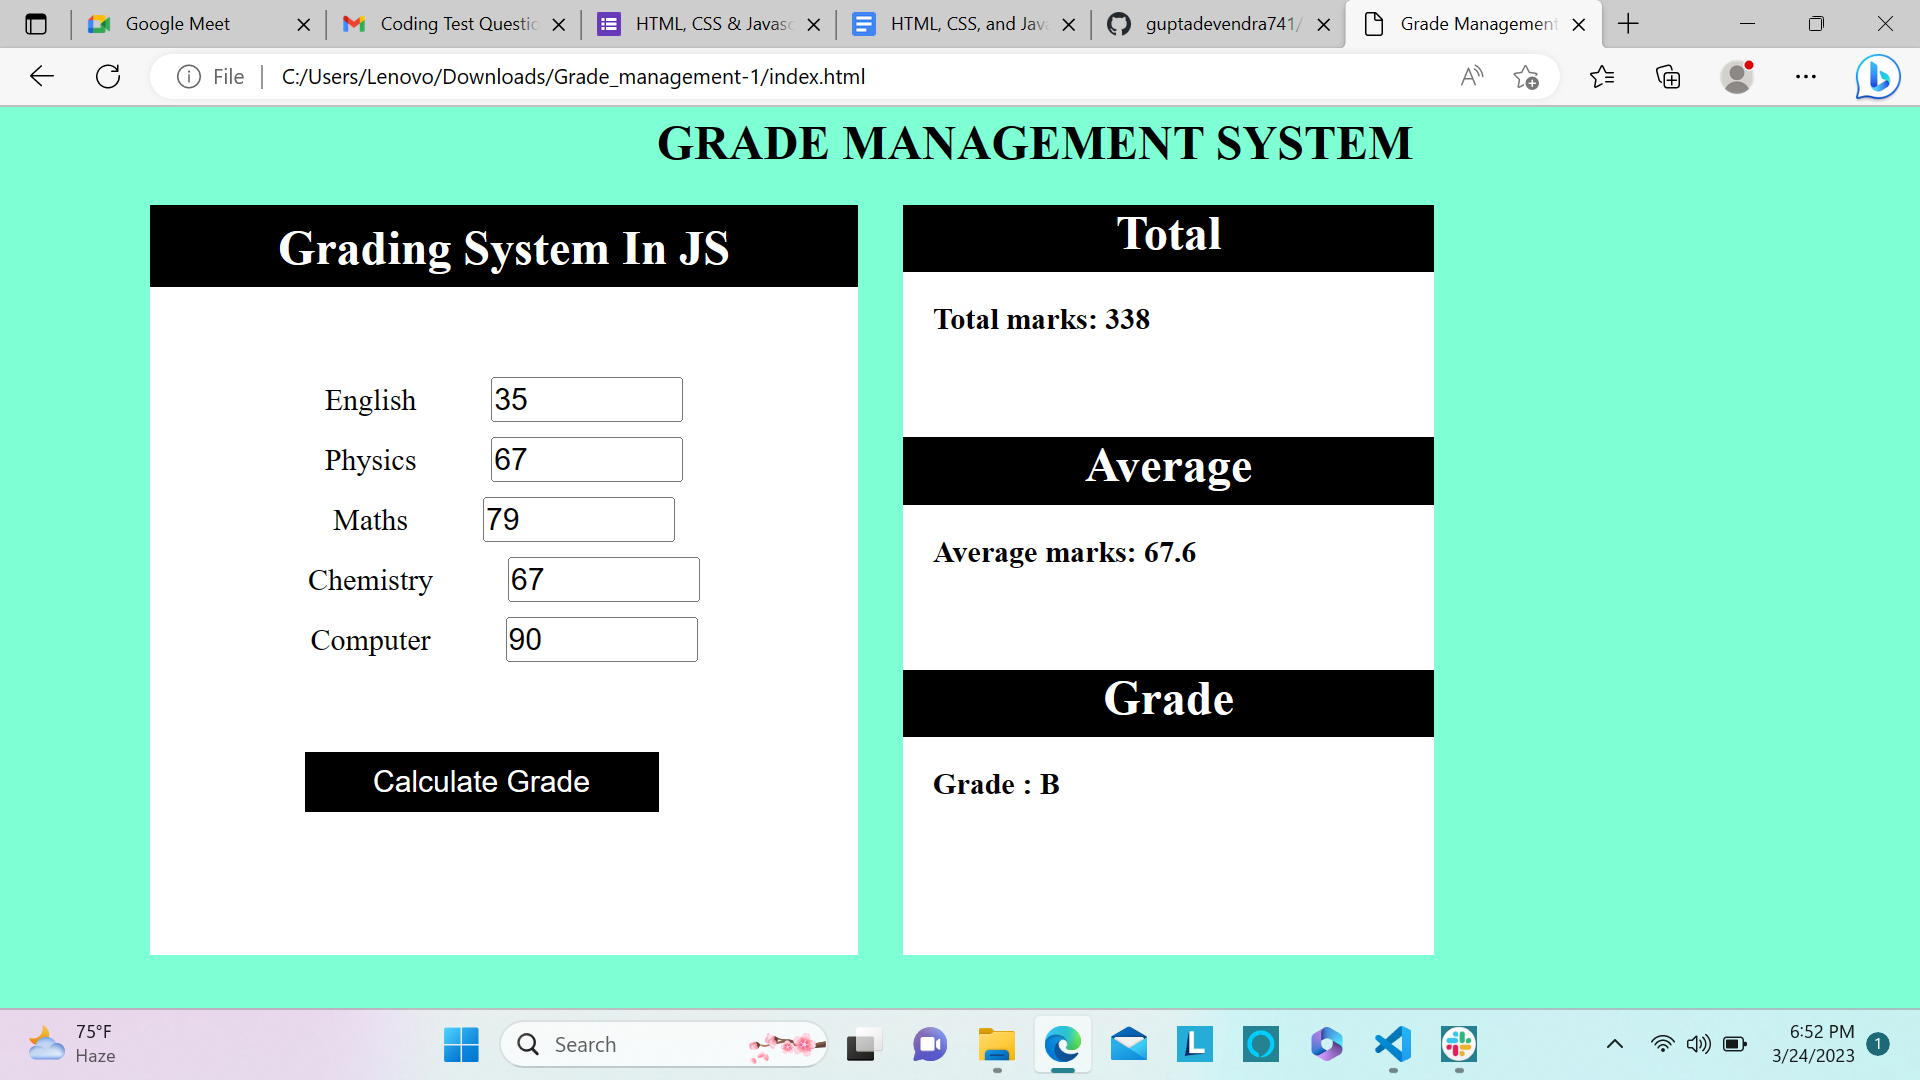 Google Meet
Coding Test Questio
HTML, CSS & Javasc
HTML, CSS, and Java
guptadevendra741/
Grade Management
File
C:/Users/Lenovo/Downloads/Grade_management-1/index.html
GRADE MANAGEMENT SYSTEM
Grading System In JS
English 35
Physics 67
Maths 79
Chemistry 67
Computer 90
Calculate Grade
Total
Total marks: 338
Average
Average marks: 67.6
Grade
Grade : B
75°F
Haze
Search
L
6:52 PM
3/24/2023
1